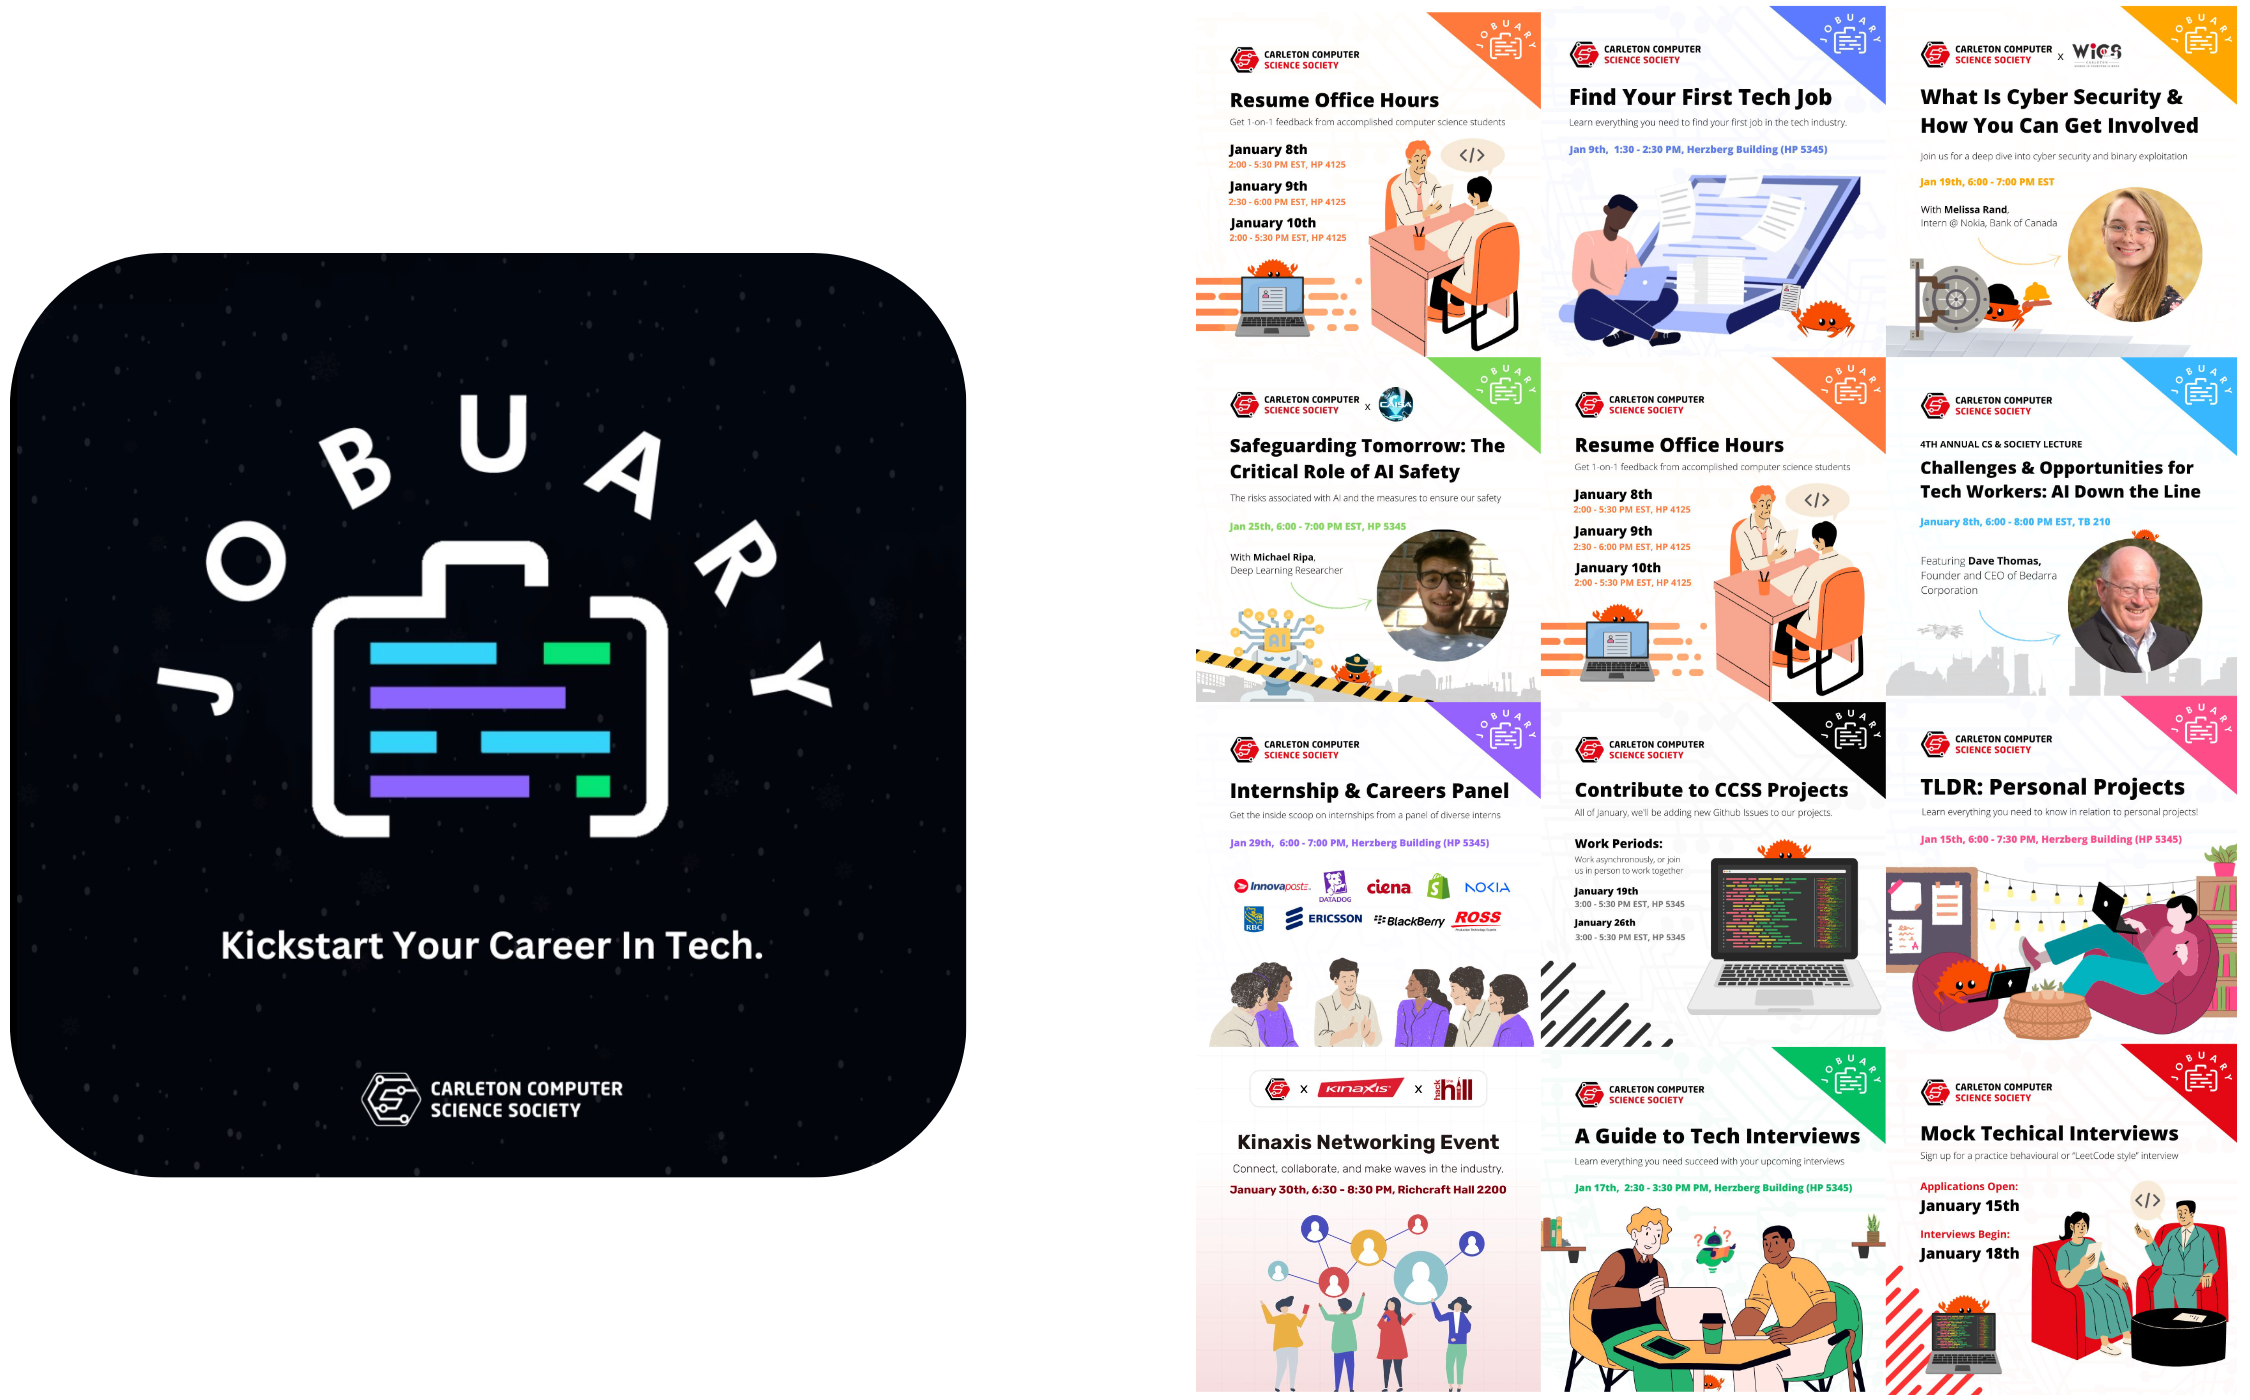 JOBUARY
Kickstart Your Career In Tech.
CARLETON COMPUTER
SCIENCE SOCIETY
JOBUARY
CARLETON COMPUTER
SCIENCE SOCIETY
Resume Office Hours
Get 1-on-1 feedback from accomplished computer science students
January 8th
2:00 - 5:30 PM EST, HP 4125
January 9th
2:30 - 6:00 PM EST, HP 4125
January 10th
2:00 - 5:30 PM EST, HP 4125
</>
JOBUARY
CARLETON COMPUTER
SCIENCE SOCIETY
Find Your First Tech Job
Learn everything you need to find your first job in the tech industry.
Jan 9th, 1:30 - 2:30 PM, Herzberg Building (HP 5345)
JOBUARY
CARLETON COMPUTER
SCIENCE SOCIETY
x WiCS
What Is Cyber Security &
How You Can Get Involved
Join us for a deep dive into cyber security and binary exploitation
Jan 19th, 6:00 - 7:00 PM EST
With Melissa Rand,
Intern @ Nokia, Bank of Canada
JOBUARY
CARLETON COMPUTER
SCIENCE SOCIETY
x CAISA
Safeguarding Tomorrow: The
Critical Role of AI Safety
The risks associated with AI and the measures to ensure our safety
Jan 25th, 6:00 - 7:00 PM EST, HP 5345
With Michael Ripa,
Deep Learning Researcher
AI
JOBUARY
CARLETON COMPUTER
SCIENCE SOCIETY
Resume Office Hours
Get 1-on-1 feedback from accomplished computer science students
January 8th
2:00 - 5:30 PM EST, HP 4125
January 9th
2:30 - 6:00 PM EST, HP 4125
January 10th
2:00 - 5:30 PM EST, HP 4125
</>
JOBUARY
CARLETON COMPUTER
SCIENCE SOCIETY
4TH ANNUAL CS & SOCIETY LECTURE
Challenges & Opportunities for
Tech Workers: AI Down the Line
January 8th, 6:00 - 8:00 PM EST, TB 210
Featuring Dave Thomas,
Founder and CEO of Bedarra
Corporation
JOBUARY
CARLETON COMPUTER
SCIENCE SOCIETY
Internship & Careers Panel
Get the inside scoop on internships from a panel of diverse interns
Jan 29th, 6:00 - 7:00 PM, Herzberg Building (HP 5345)
Innovaposte DATADOG ciena NOKIA
RBC ERICSSON BlackBerry ROSS
JOBUARY
CARLETON COMPUTER
SCIENCE SOCIETY
Contribute to CCSS Projects
All of January, we'll be adding new Github Issues to our projects.
Work Periods:
Work asynchronously, or join
us in person to work together
January 19th
3:00 - 5:30 PM EST, HP 5345
January 26th
3:00 - 5:30 PM EST, HP 5345
JOBUARY
CARLETON COMPUTER
SCIENCE SOCIETY
TLDR: Personal Projects
Learn everything you need to know in relation to personal projects!
Jan 15th, 6:00 - 7:30 PM, Herzberg Building (HP 5345)
x KINAXIS x hack the hill
Kinaxis Networking Event
Connect, collaborate, and make waves in the industry.
January 30th, 6:30 - 8:30 PM, Richcraft Hall 2200
JOBUARY
CARLETON COMPUTER
SCIENCE SOCIETY
A Guide to Tech Interviews
Learn everything you need succeed with your upcoming interviews
Jan 17th, 2:30 - 3:30 PM PM, Herzberg Building (HP 5345)
? ?
JOBUARY
CARLETON COMPUTER
SCIENCE SOCIETY
Mock Techical Interviews
Sign up for a practice behavioural or "LeetCode style" interview
Applications Open:
January 15th
Interviews Begin:
January 18th
</>